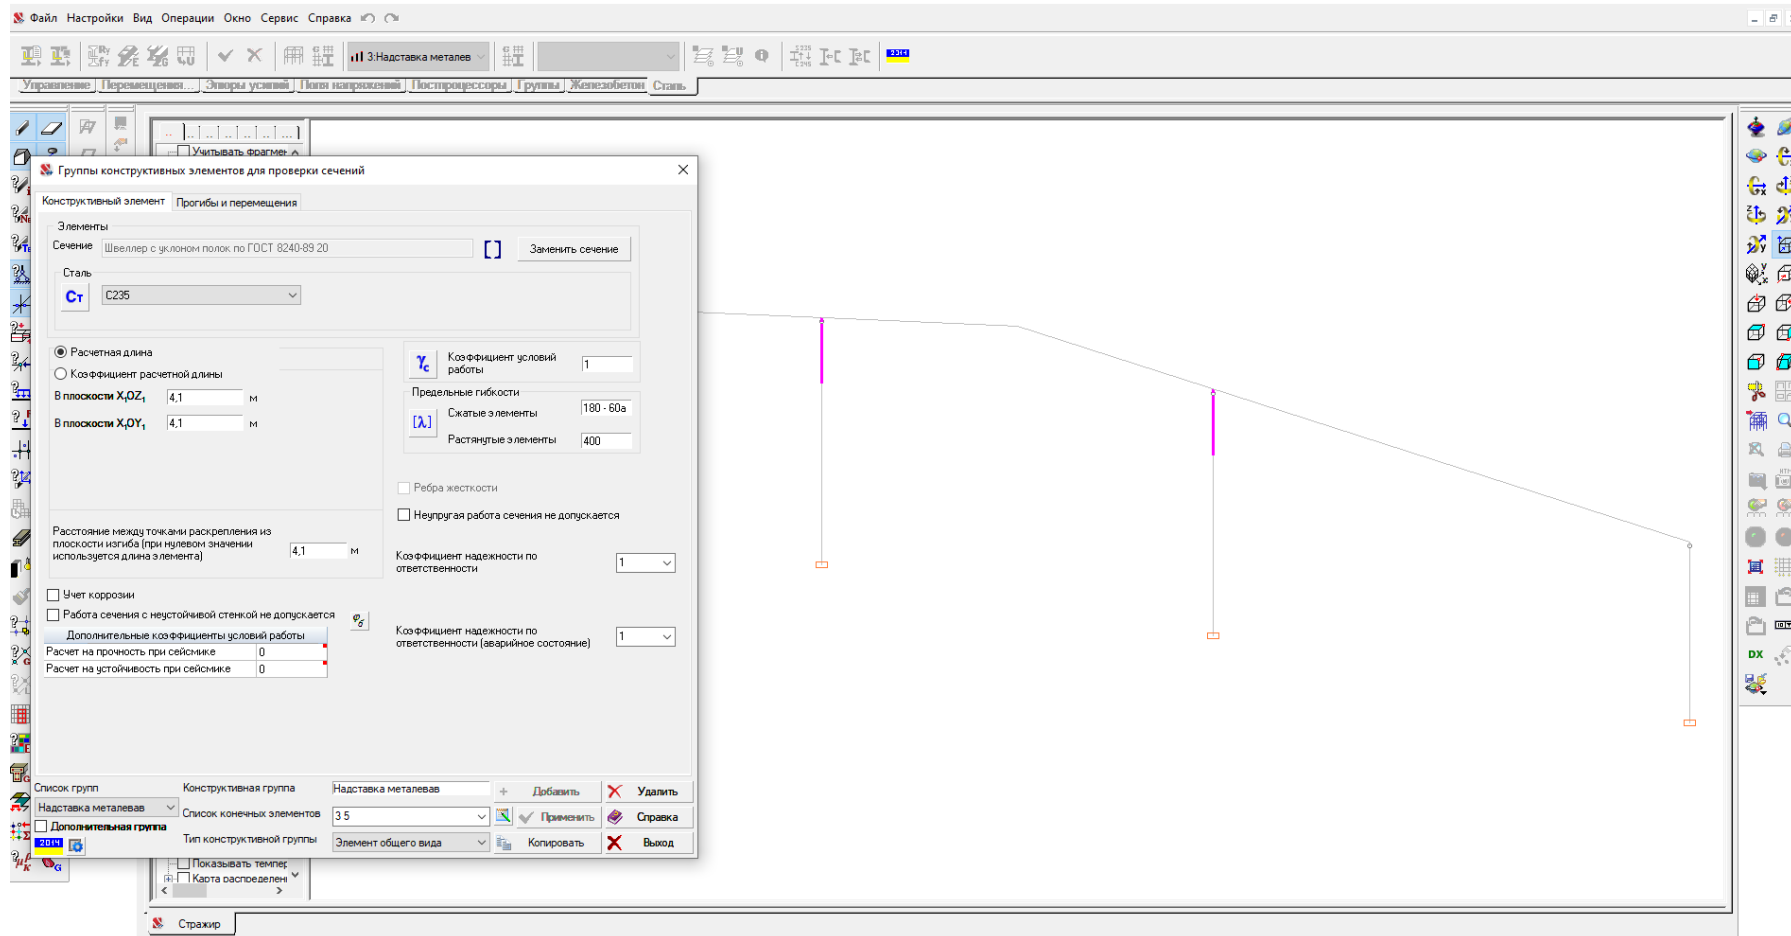 Файл Настройки Вид Операции Окно Сервис Справка
3:Надставка металев
2014
Управление Перемещения... Эпюры усилий Поля напряжений Постпроцессоры Группы Железобетон Сталь
Учитывать фрагмен
Группы конструктивных элементов для проверки сечений
Конструктивный элемент Прогибы и перемещения
Элементы
Сечение Швеллер с уклоном полок по ГОСТ 8240-89 20 Заменить сечение
Сталь
Ст C235
Расчетная длина
Коэффициент расчетной длины
В плоскости X1OZ1 4,1 м
В плоскости X1OY1 4,1 м
γc Коэффициент условий работы 1
Предельные гибкости
[λ] Сжатые элементы 180 - 60a
Растянутые элементы 400
Ребра жесткости
Неупругая работа сечения не допускается
Расстояние между точками раскрепления из
плоскости изгиба (при нулевом значении
используется длина элемента) 4,1 м
Коэффициент надежности по
ответственности 1
Учет коррозии
Работа сечения с неустойчивой стенкой не допускается
Дополнительные коэффициенты условий работы
Расчет на прочность при сейсмике 0
Расчет на устойчивость при сейсмике 0
Коэффициент надежности по
ответственности (аварийное состояние) 1
Список групп Конструктивная группа Надставка металевав Добавить Удалить
Надставка металевав Список конечных элементов 3 5 Применить Справка
Дополнительная группа
2014 Тип конструктивной группы Элемент общего вида Копировать Выход
Показывать темпер
Карта распределени
DX
Стражир